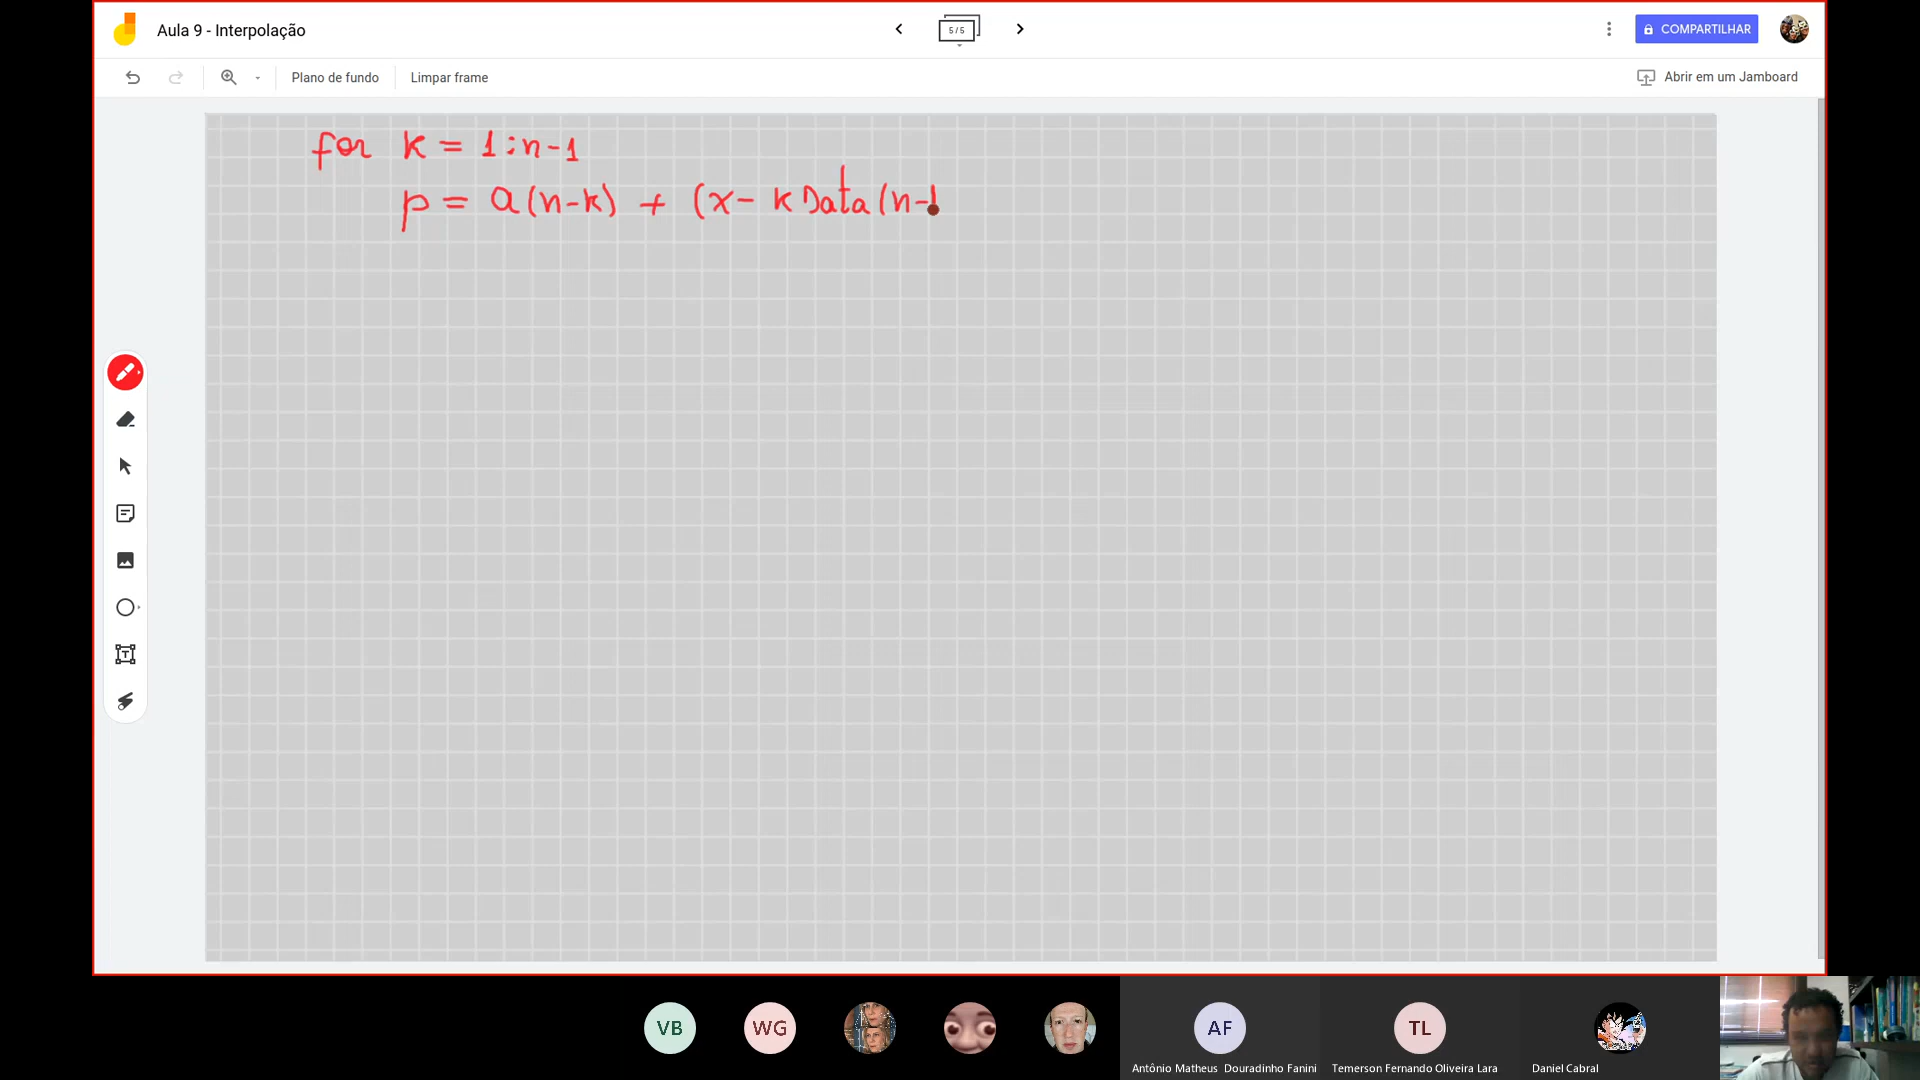 Aula 9 - Interpolação
5 / 5
COMPARTILHAR
Plano de fundo
Limpar frame
Abrir em um Jamboard
for k = 1:n-1
p = a(n-k) + (x - kData(n-
VB
WG
AF
TL
Antônio Matheus Douradinho Fanini
Temerson Fernando Oliveira Lara
Daniel Cabral